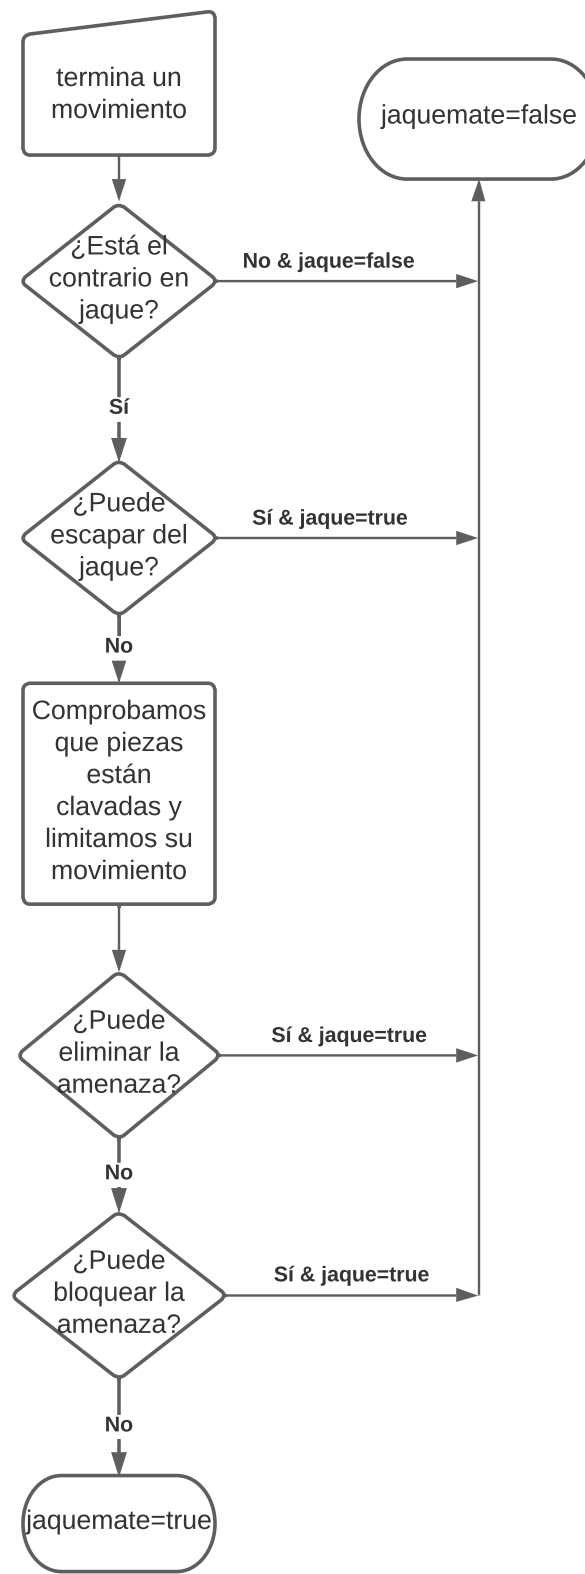 termina un
movimiento
jaquemate=false
¿Está el
contrario en
jaque?
No & jaque=false
Sí
¿Puede
escapar del
jaque?
Sí & jaque=true
No
Comprobamos
que piezas
están
clavadas y
limitamos su
movimiento
¿Puede
eliminar la
amenaza?
Sí & jaque=true
No
¿Puede
bloquear la
amenaza?
Sí & jaque=true
No
jaquemate=true